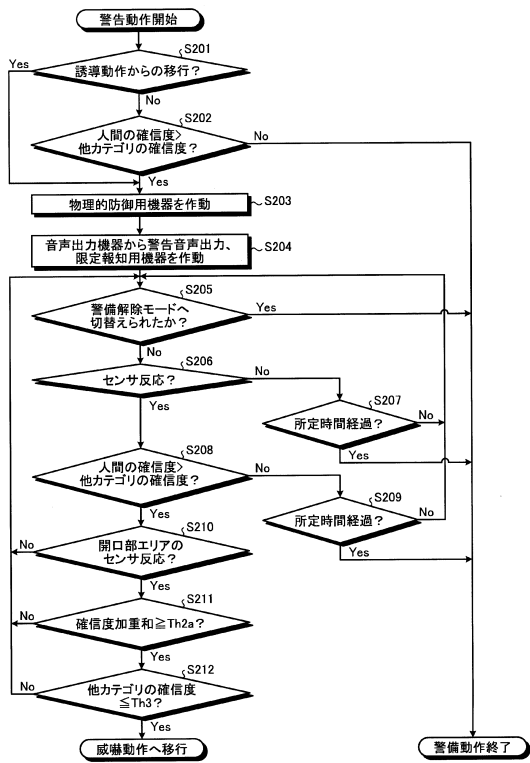 警告動作開始
S201
Yes
誘導動作からの移行?
No
S202
人間の確信度>
他カテゴリの確信度?
No
Yes
物理的防御用機器を作動
S203
音声出力機器から警告音声出力、
限定報知用機器を作動
S204
S205
警備解除モードへ
切替えられたか?
Yes
No
S206
センサ反応?
No
Yes
S207
所定時間経過?
No
Yes
S208
人間の確信度>
他カテゴリの確信度?
No
Yes
S209
所定時間経過?
No
Yes
S210
開口部エリアの
センサ反応?
No
Yes
S211
確信度加重和≧Th2a?
No
Yes
S212
他カテゴリの確信度
≦Th3?
No
Yes
威嚇動作へ移行
警備動作終了